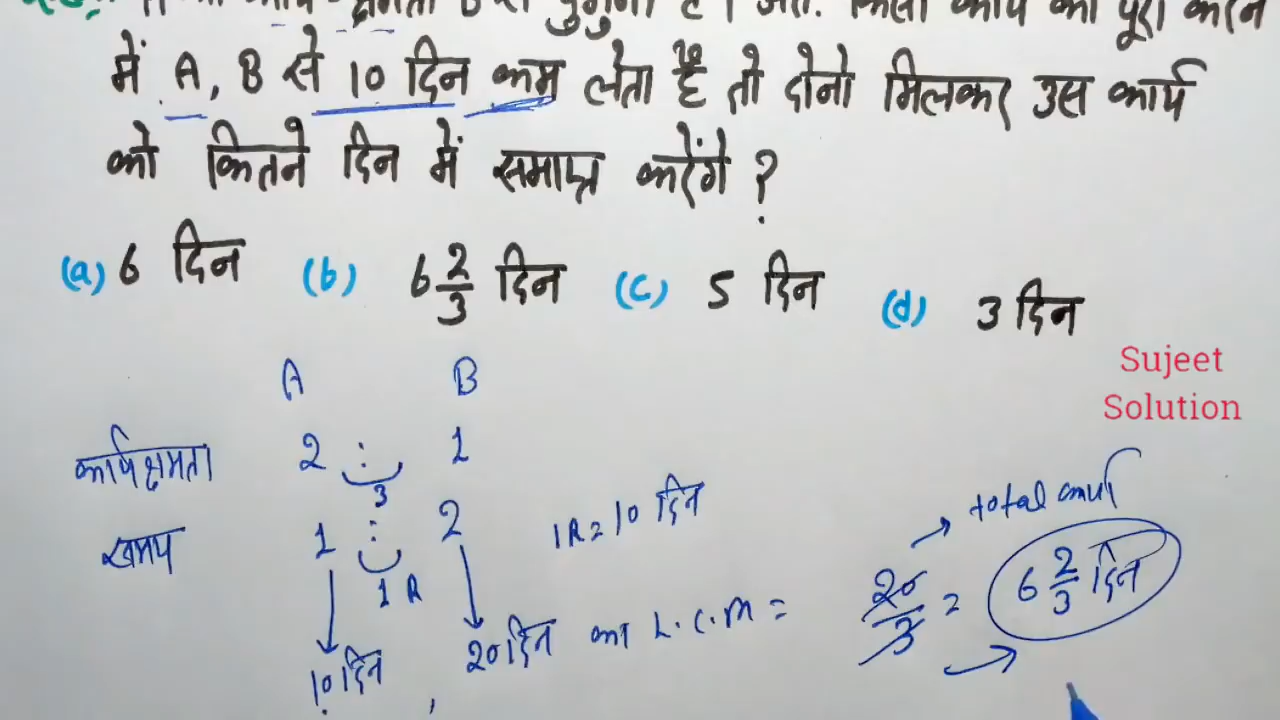 में A, B से 10 दिन कम लेता है तो दोनो मिलकर उस कार्य
को कितने दिन में समाप्त करेंगे ?
(a) 6 दिन (b) 6 2/3 दिन (c) 5 दिन (d) 3 दिन
Sujeet
Solution
A B
कार्यक्षमता 2 : 1
3
समय 1 : 2
1 R
1R = 10 दिन
10 दिन , 20 दिन का L.C.M = 20/3 = 6 2/3 दिन
→ total कार्य